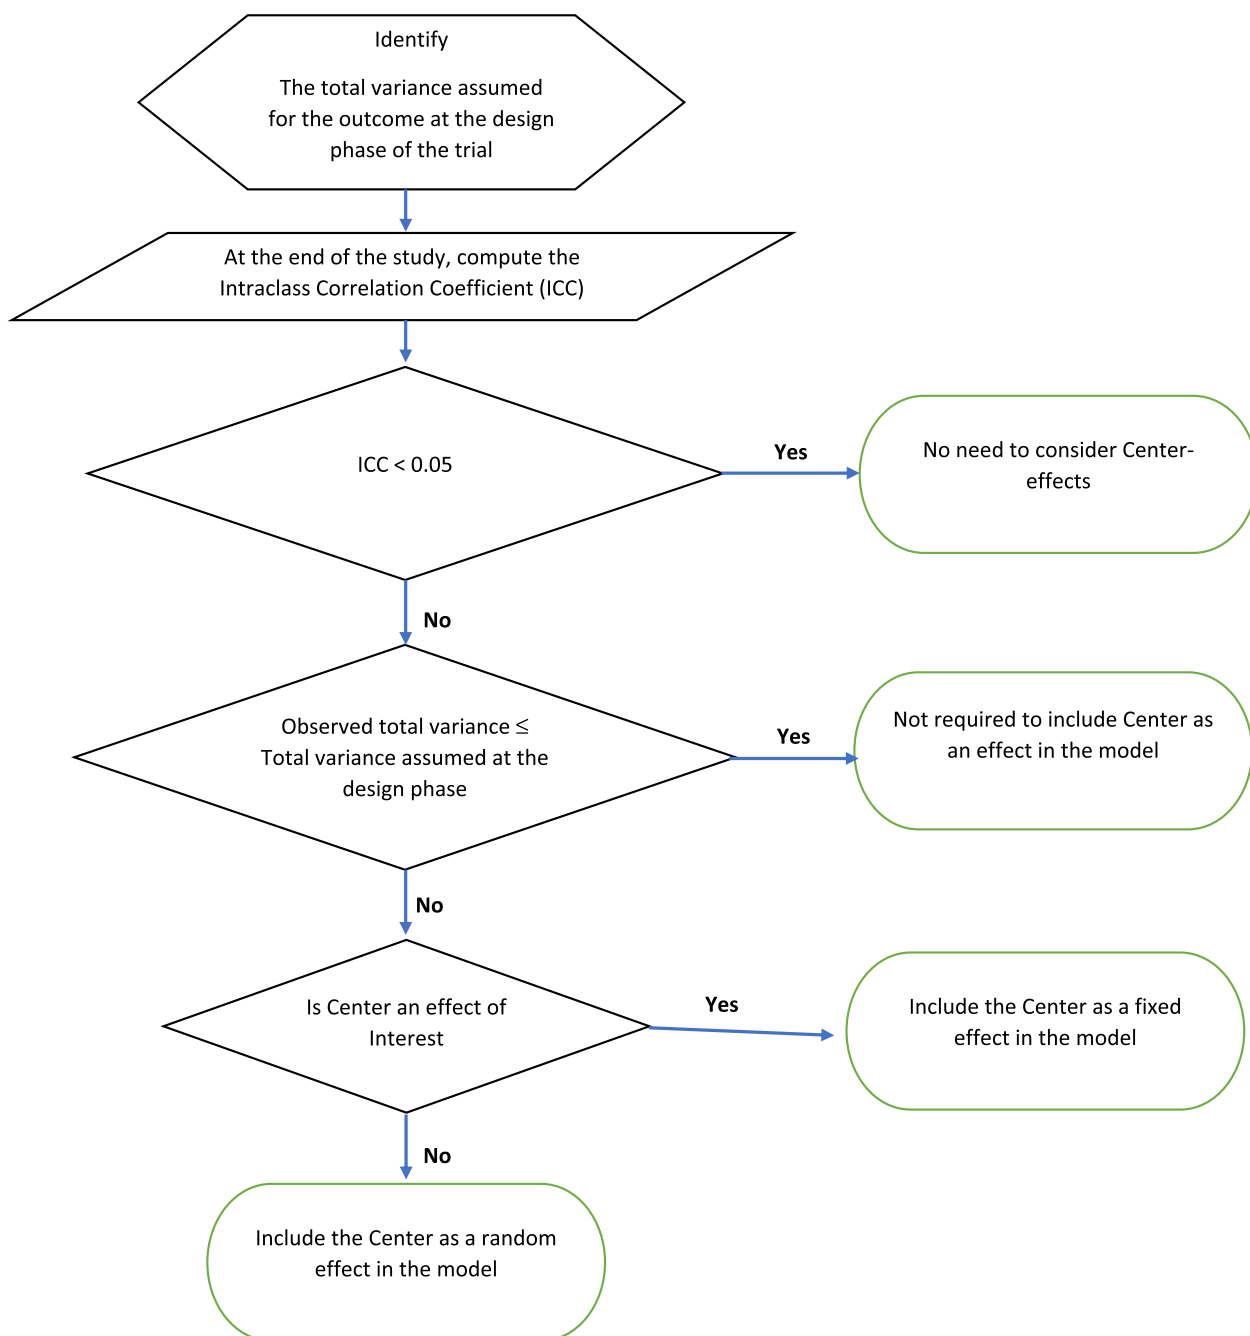 Identify
The total variance assumed
for the outcome at the design
phase of the trial
At the end of the study, compute the
Intraclass Correlation Coefficient (ICC)
ICC < 0.05
Yes
No need to consider Center-
effects
No
Observed total variance ≤
Total variance assumed at the
design phase
Yes
Not required to include Center as
an effect in the model
No
Is Center an effect of
Interest
Yes
Include the Center as a fixed
effect in the model
No
Include the Center as a random
effect in the model